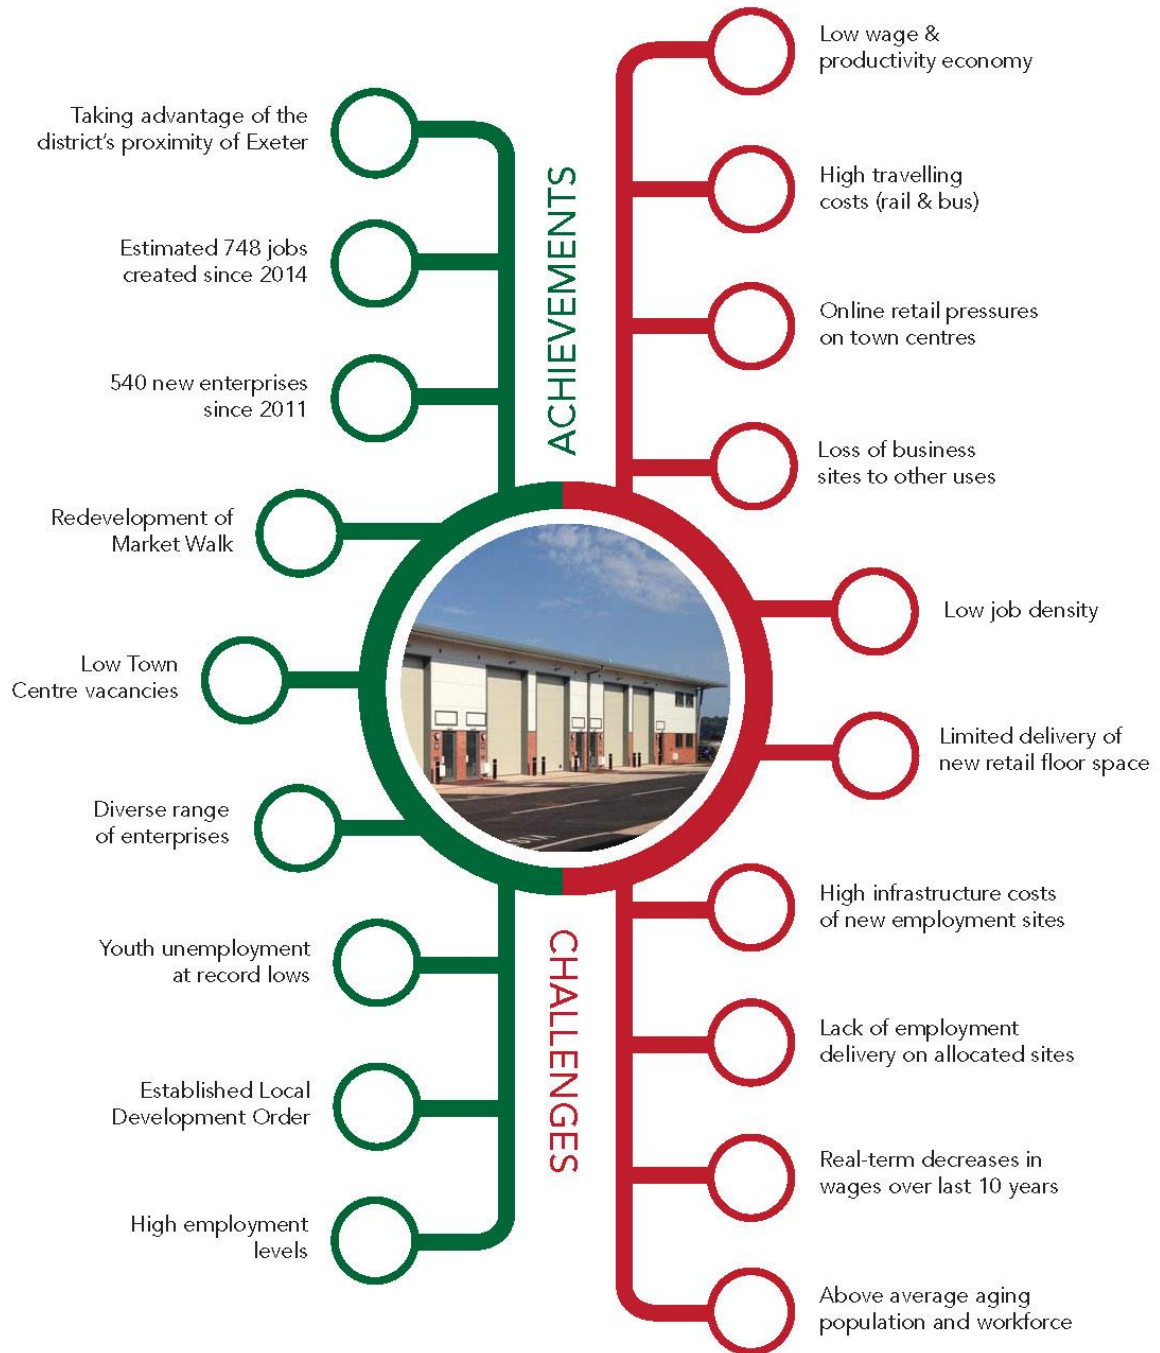 Taking advantage of the
district's proximity of Exeter
Estimated 748 jobs
created since 2014
540 new enterprises
since 2011
Redevelopment of
Market Walk
Low Town
Centre vacancies
Diverse range
of enterprises
Youth unemployment
at record lows
Established Local
Development Order
High employment
levels
ACHIEVEMENTS
CHALLENGES
Low wage &
productivity economy
High travelling
costs (rail & bus)
Online retail pressures
on town centres
Loss of business
sites to other uses
Low job density
Limited delivery of
new retail floor space
High infrastructure costs
of new employment sites
Lack of employment
delivery on allocated sites
Real-term decreases in
wages over last 10 years
Above average aging
population and workforce